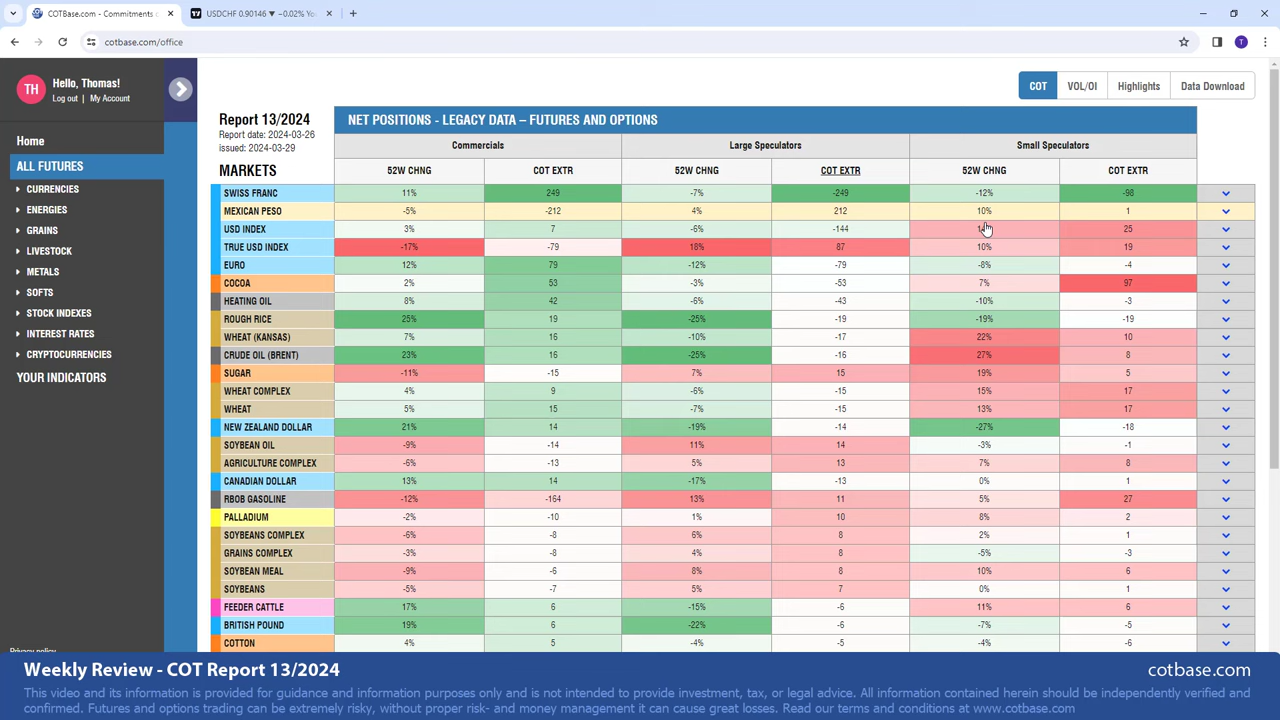 COTBase.com - Commitments o
USDCHF 0.90146 ▼ −0.02% Yo
cotbase.com/office
T
TH
Hello, Thomas!
Log out | My Account
Home
ALL FUTURES
CURRENCIES
ENERGIES
GRAINS
LIVESTOCK
METALS
SOFTS
STOCK INDEXES
INTEREST RATES
CRYPTOCURRENCIES
YOUR INDICATORS
Privacy policy
COT VOL/OI Highlights Data Download
Report 13/2024
Report date: 2024-03-26
issued: 2024-03-29
MARKETS
NET POSITIONS - LEGACY DATA – FUTURES AND OPTIONS
Commercials Large Speculators Small Speculators
52W CHNG COT EXTR 52W CHNG COT EXTR 52W CHNG COT EXTR
SWISS FRANC 11% 249 -7% -249 -12% -98
MEXICAN PESO -5% -212 4% 212 10% 1
USD INDEX 3% 7 -6% -144 25
TRUE USD INDEX -17% -79 18% 87 10% 19
EURO 12% 79 -12% -79 -8% -4
COCOA 2% 53 -3% -53 7% 97
HEATING OIL 8% 42 -6% -43 -10% -3
ROUGH RICE 25% 19 -25% -19 -19% -19
WHEAT (KANSAS) 7% 16 -10% -17 22% 10
CRUDE OIL (BRENT) 23% 16 -25% -16 27% 8
SUGAR -11% -15 7% 15 19% 5
WHEAT COMPLEX 4% 9 -6% -15 15% 17
WHEAT 5% 15 -7% -15 13% 17
NEW ZEALAND DOLLAR 21% 14 -19% -14 -27% -18
SOYBEAN OIL -9% -14 11% 14 -3% -1
AGRICULTURE COMPLEX -6% -13 5% 13 7% 8
CANADIAN DOLLAR 13% 14 -17% -13 0% 1
RBOB GASOLINE -12% -164 13% 11 5% 27
PALLADIUM -2% -10 1% 10 8% 2
SOYBEANS COMPLEX -6% -8 6% 8 2% 1
GRAINS COMPLEX -3% -8 4% 8 -5% -3
SOYBEAN MEAL -9% -6 8% 8 10% 6
SOYBEANS -5% -7 5% 7 0% 1
FEEDER CATTLE 17% 6 -15% -6 11% 6
BRITISH POUND 19% 6 -22% -6 -7% -5
COTTON 4% 5 -4% -5 -4% -6
Weekly Review - COT Report 13/2024
cotbase.com
This video and its information is provided for guidance and information purposes only and is not intended to provide investment, tax, or legal advice. All information contained herein should be independently verified and
confirmed. Futures and options trading can be extremely risky, without proper risk- and money management it can cause great losses. Read our terms and conditions at www.cotbase.com